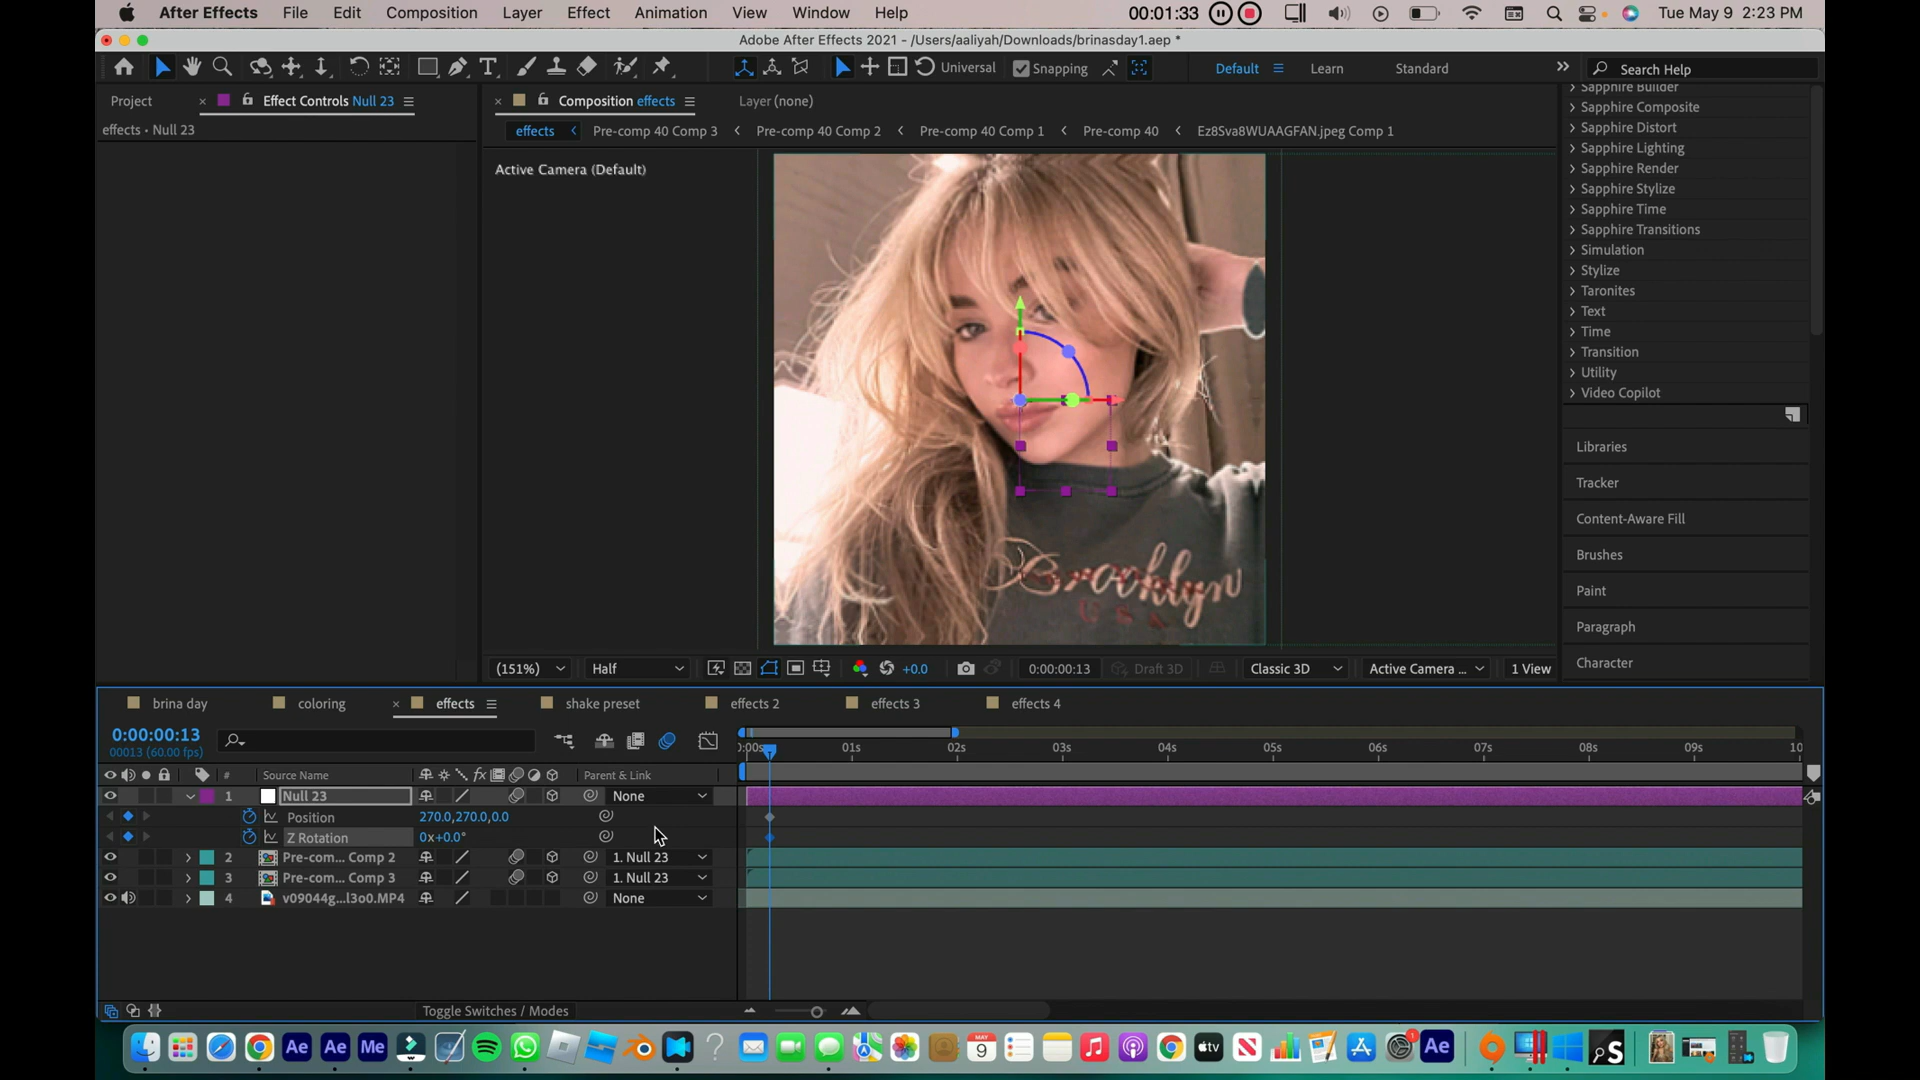 After Effects File Edit Composition Layer Effect Animation View Window Help 00:01:33 Tue May 9 2:23 PM
Adobe After Effects 2021 - /Users/aaliyah/Downloads/brinasday1.aep *
Universal Snapping Default Learn Standard Search Help
Project Effect Controls Null 23 Composition effects Layer (none)
effects • Null 23
effects Pre-comp 40 Comp 3 Pre-comp 40 Comp 2 Pre-comp 40 Comp 1 Pre-comp 40 Ez8Sva8WUAAGFAN.jpeg Comp 1
Active Camera (Default)
Brooklyn
USA
Sapphire Builder
Sapphire Composite
Sapphire Distort
Sapphire Lighting
Sapphire Render
Sapphire Stylize
Sapphire Time
Sapphire Transitions
Simulation
Stylize
Taronites
Text
Time
Transition
Utility
Video Copilot
Libraries
Tracker
Content-Aware Fill
Brushes
Paint
Paragraph
Character
(151%) Half +0.0 0:00:00:13 Draft 3D Classic 3D Active Camera ... 1 View
brina day coloring effects shake preset effects 2 effects 3 effects 4
0:00:00:13
00013 (60.00 fps)
:00s 01s 02s 03s 04s 05s 06s 07s 08s 09s 10
# Source Name fx Parent & Link
1 Null 23 None
Position 270.0,270.0,0.0
Z Rotation 0x+0.0°
2 Pre-com... Comp 2 1. Null 23
3 Pre-com... Comp 3 1. Null 23
4 v09044g...l3o0.MP4 None
Toggle Switches / Modes
Ae Ae Me MAY 9 tv 1 Ae S